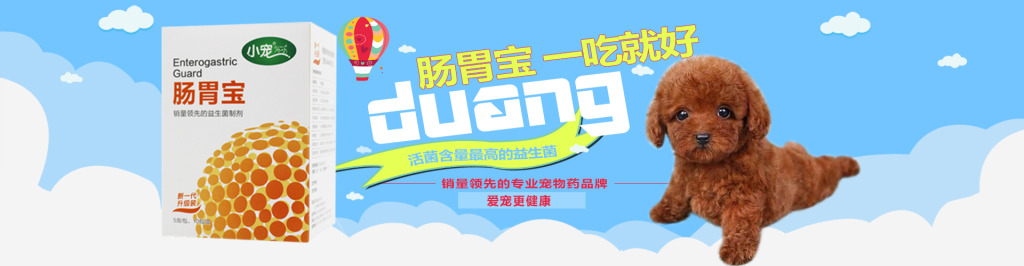 小宠
Enterogastric
Guard
肠胃宝
销量领先的益生菌制剂
新一代
升级装
肠胃宝 一吃就好
duang
活菌含量最高的益生菌
销量领先的专业宠物药品牌
爱宠更健康